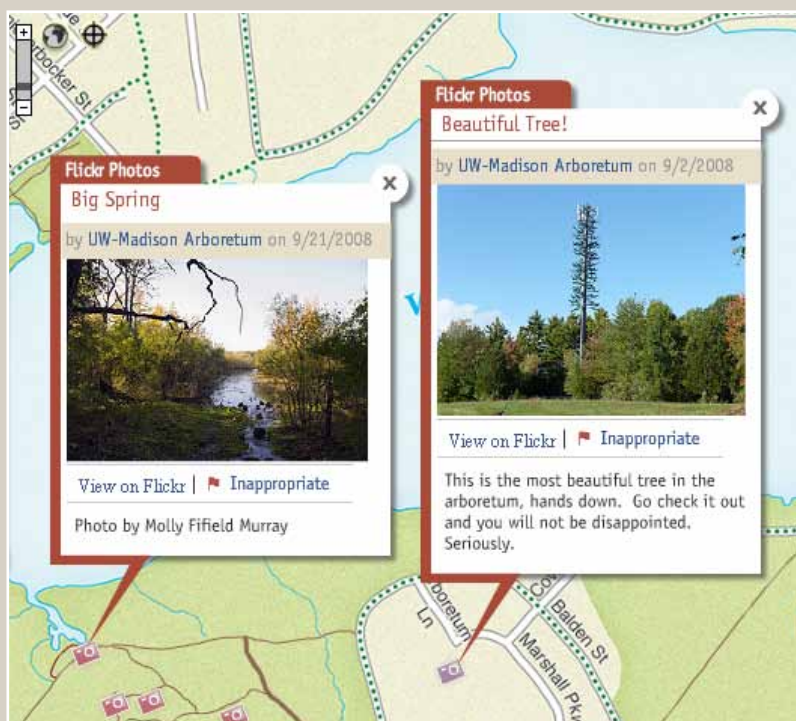 erbocker St
Flickr Photos
Big Spring
by UW-Madison Arboretum on 9/21/2008
View on Flickr | Inappropriate
Photo by Molly Fifield Murray
Flickr Photos
Beautiful Tree!
by UW-Madison Arboretum on 9/2/2008
View on Flickr | Inappropriate
This is the most beautiful tree in the
arboretum, hands down. Go check it out
and you will not be disappointed.
Seriously.
boretum
Ln
Balden St
Marshall Pkw